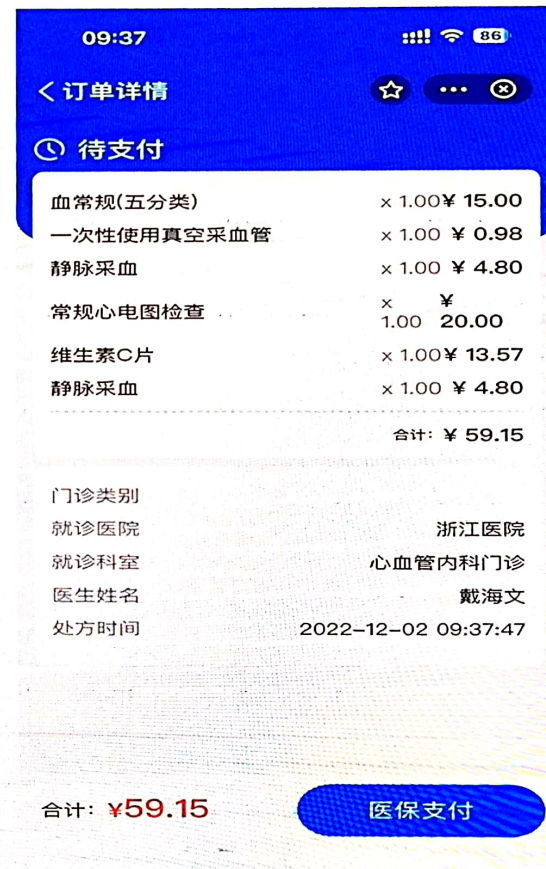 09:37 86
订单详情
待支付
血常规(五分类) × 1.00¥ 15.00
一次性使用真空采血管 × 1.00 ¥ 0.98
静脉采血 × 1.00 ¥ 4.80
常规心电图检查 × 1.00 ¥ 20.00
维生素C片 × 1.00¥ 13.57
静脉采血 × 1.00 ¥ 4.80
合计: ¥ 59.15
门诊类别
就诊医院 浙江医院
就诊科室 心血管内科门诊
医生姓名 戴海文
处方时间 2022-12-02 09:37:47
合计: ¥59.15 医保支付